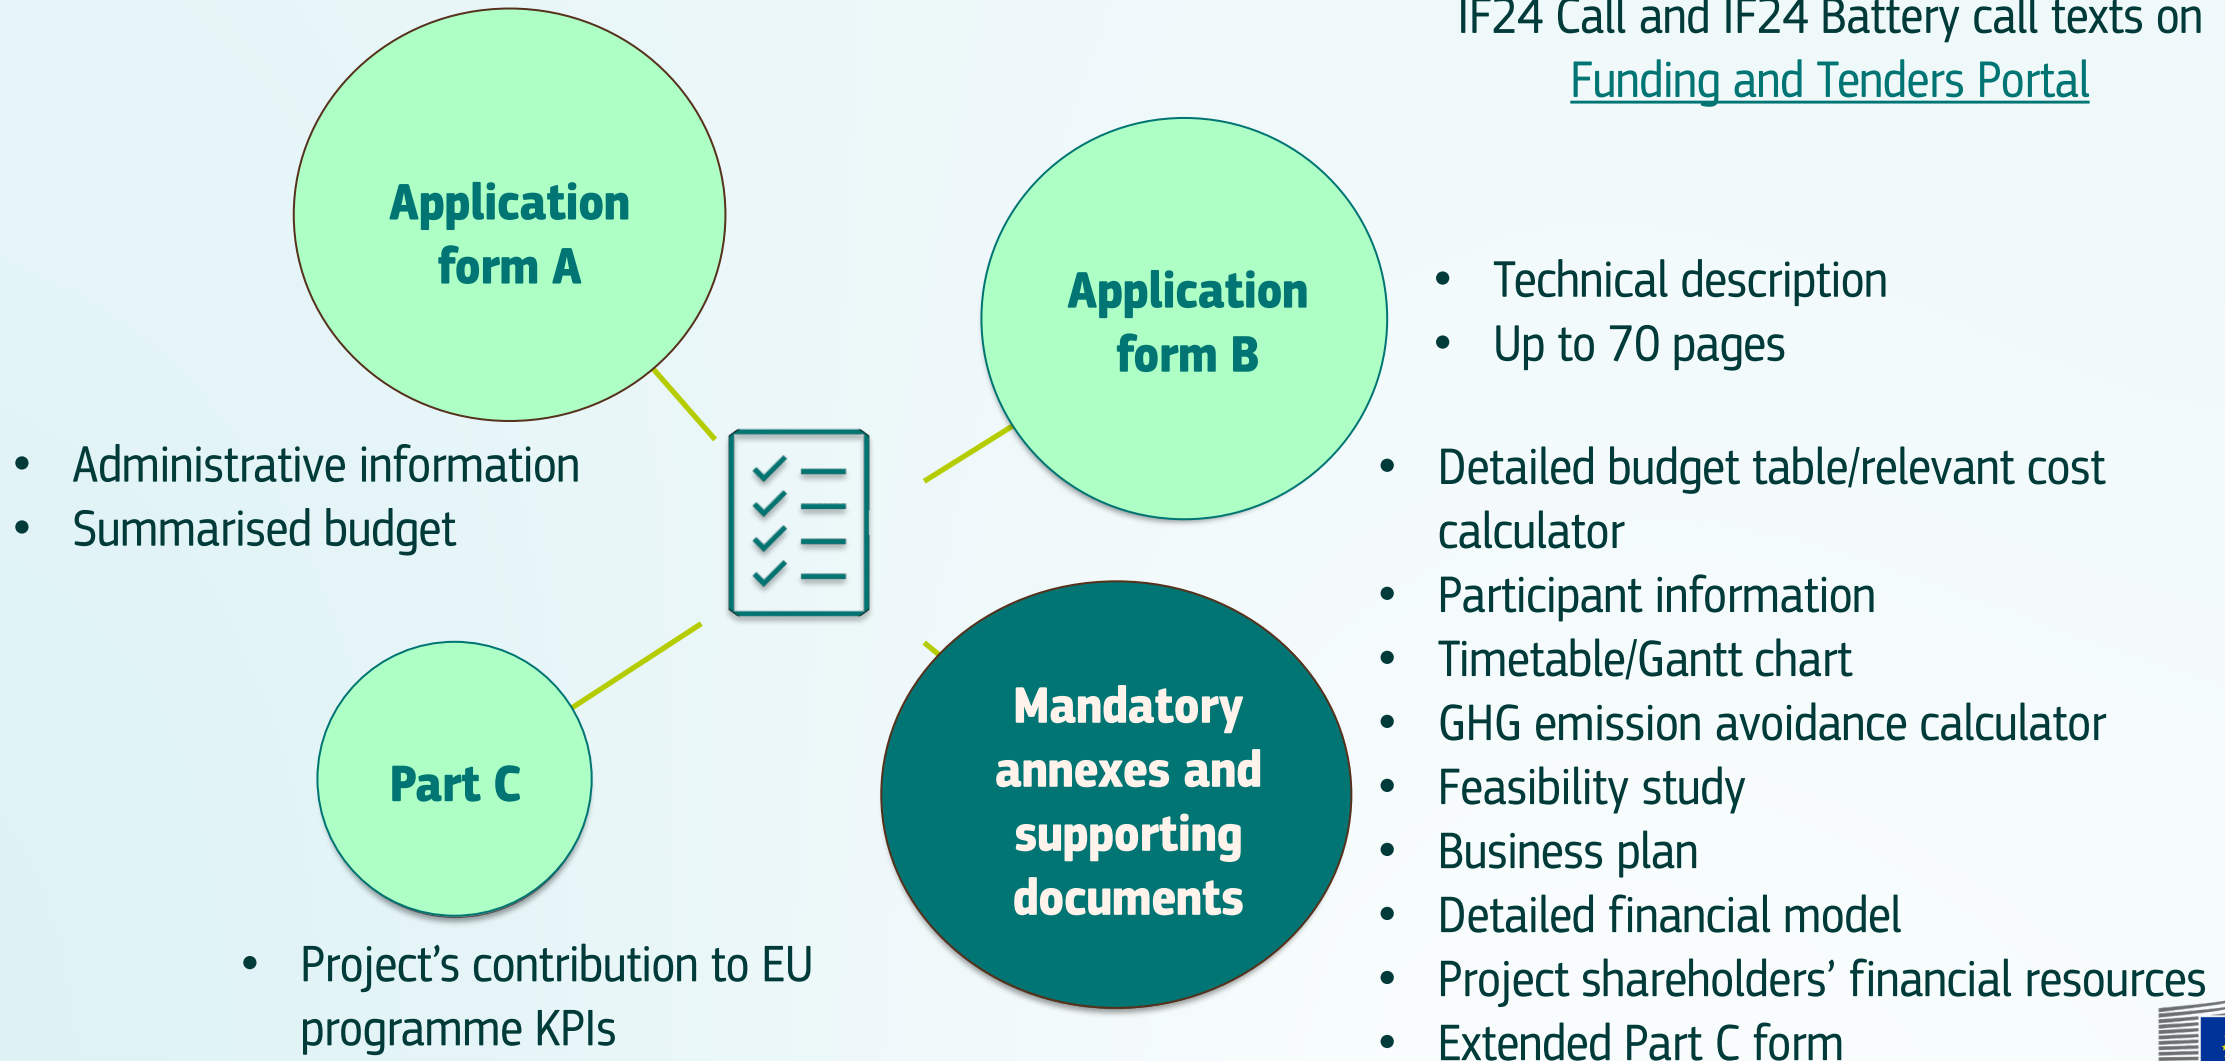 IF24 Call and IF24 Battery call texts on
Funding and Tenders Portal
Application
form A
• Administrative information
• Summarised budget
Application
form B
• Technical description
• Up to 70 pages
Part C
• Project’s contribution to EU
programme KPIs
Mandatory
annexes and
supporting
documents
• Detailed budget table/relevant cost
calculator
• Participant information
• Timetable/Gantt chart
• GHG emission avoidance calculator
• Feasibility study
• Business plan
• Detailed financial model
• Project shareholders’ financial resources
• Extended Part C form